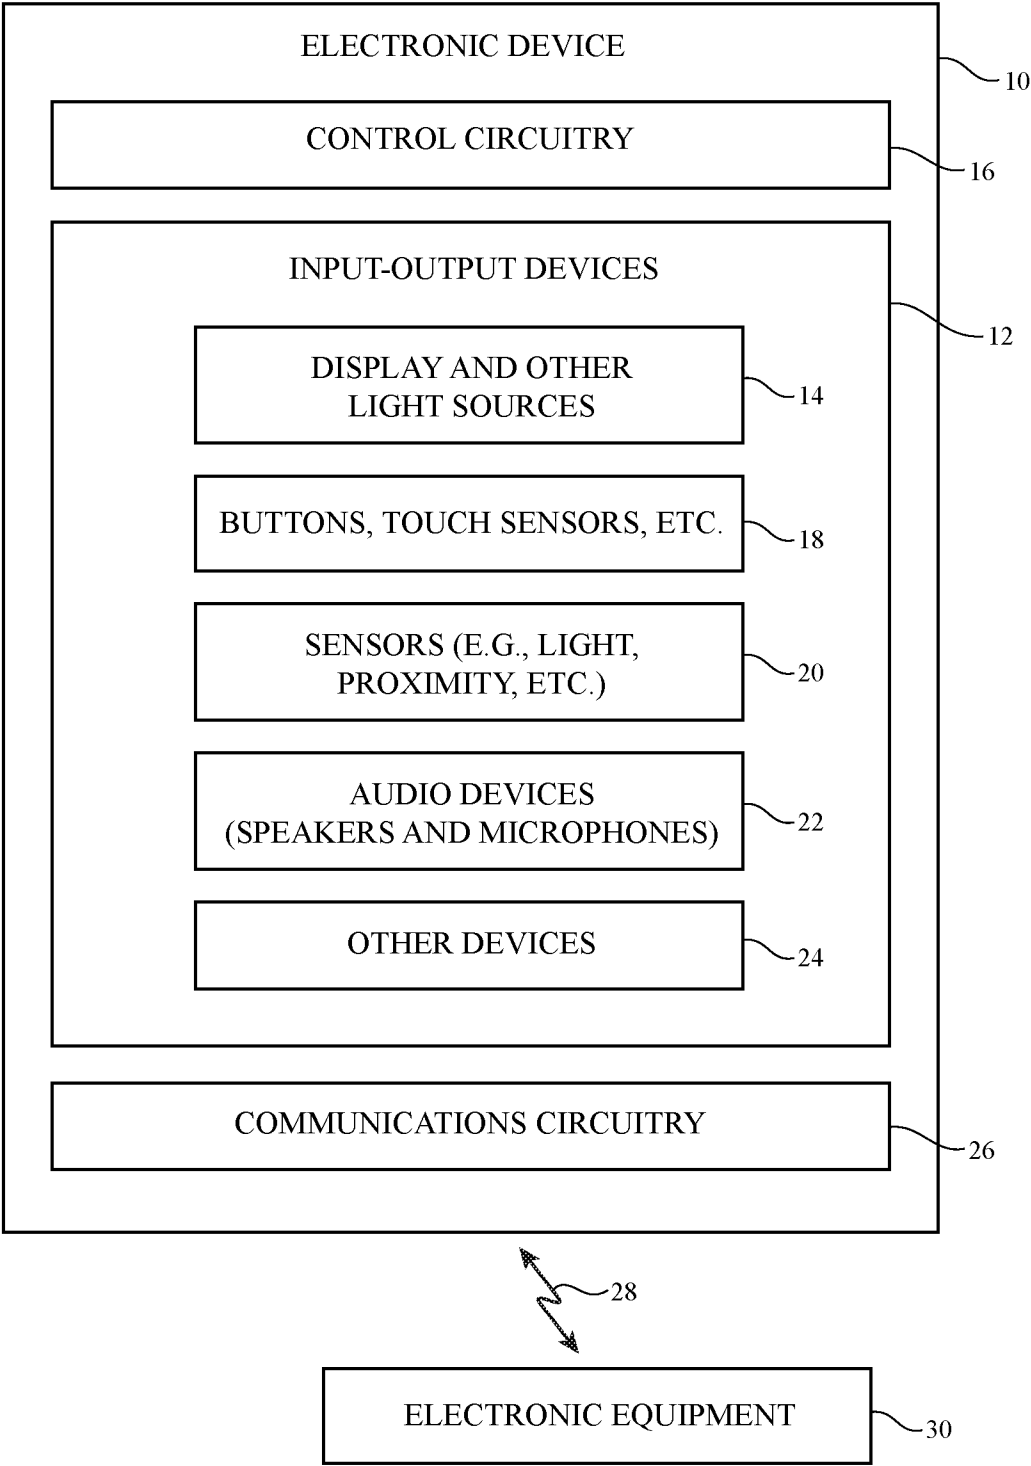 ELECTRONIC DEVICE
10
CONTROL CIRCUITRY
16
INPUT-OUTPUT DEVICES
12
DISPLAY AND OTHER
LIGHT SOURCES
14
BUTTONS, TOUCH SENSORS, ETC.
18
SENSORS (E.G., LIGHT,
PROXIMITY, ETC.)
20
AUDIO DEVICES
(SPEAKERS AND MICROPHONES)
22
OTHER DEVICES
24
COMMUNICATIONS CIRCUITRY
26
28
ELECTRONIC EQUIPMENT
30